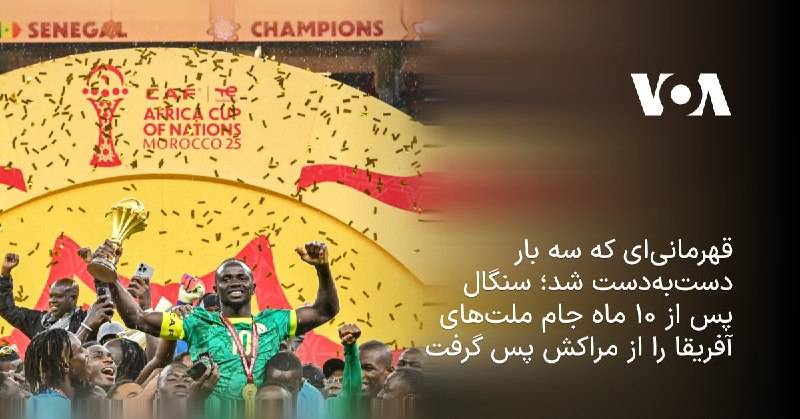 SENEGAL
CHAMPIONS
CAF
AFRICA CUP
OF NATIONS
MOROCCO 25
VOA
قهرمانی‌ای که سه بار
دست‌به‌دست شد؛ سنگال
پس از ۱۰ ماه جام ملت‌های
آفریقا را از مراکش پس گرفت
10